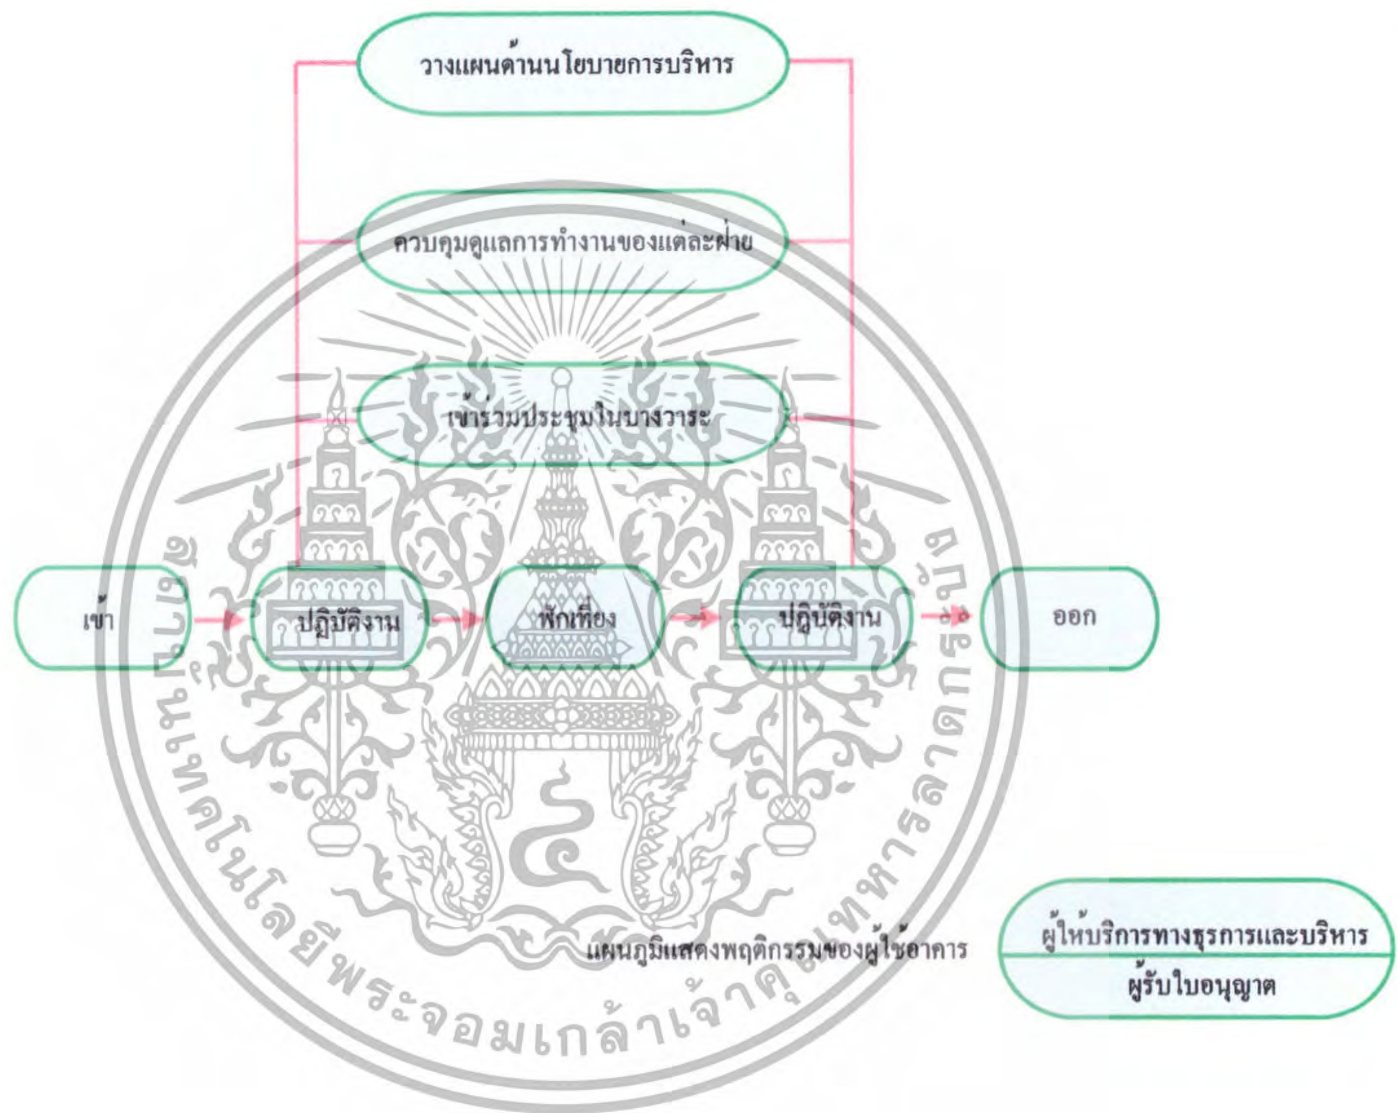 วางแผนด้านนโยบายการบริหาร
ควบคุมดูแลการทำงานของแต่ละฝ่าย
เข้าร่วมประชุมในบางวาระ
เข้า
ปฏิบัติงาน
พักเที่ยง
ปฏิบัติงาน
ออก
แผนภูมิแสดงพฤติกรรมของผู้ใช้อาคาร
ผู้ให้บริการทางธุรการและบริหาร
ผู้รับใบอนุญาต
สถาบันเทคโนโลยีพระจอมเกล้าเจ้าคุณทหารลาดกระบัง